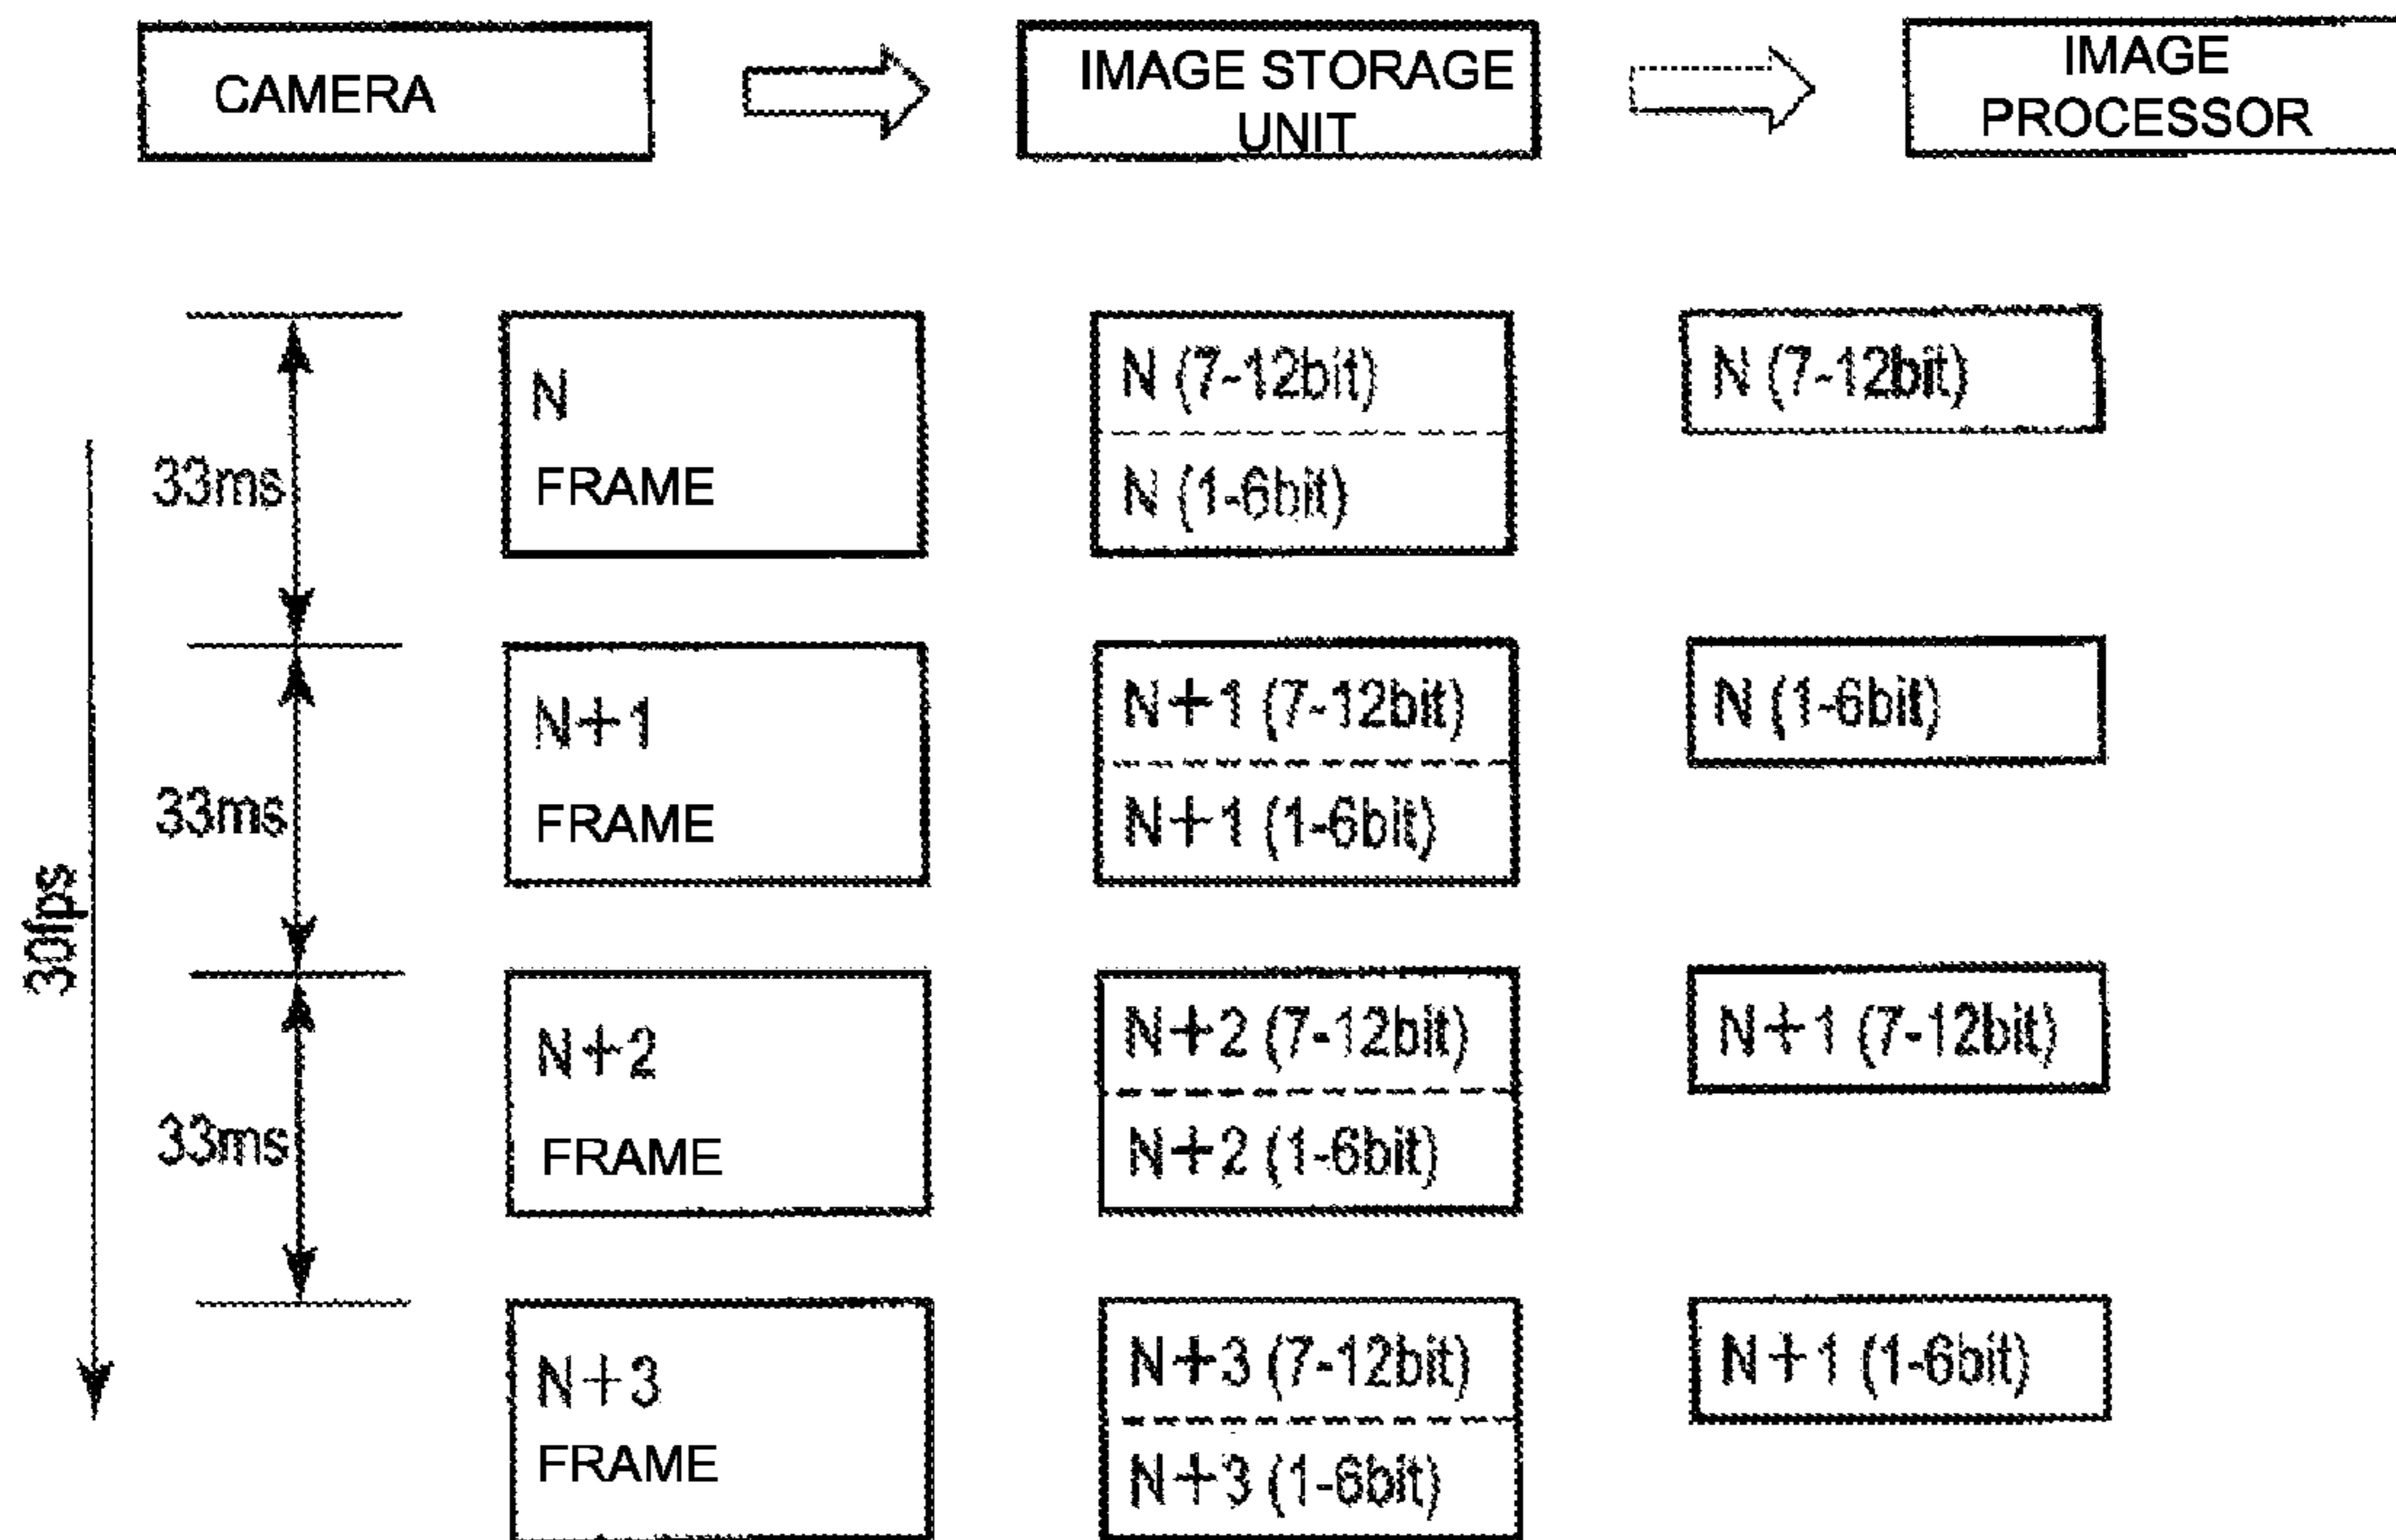 CAMERA
IMAGE STORAGE
UNIT
IMAGE
PROCESSOR
30fps
33ms
N
FRAME
N (7-12bit)
N (1-6bit)
N (7-12bit)
33ms
N+1
FRAME
N+1 (7-12bit)
N+1 (1-6bit)
N (1-6bit)
33ms
N+2
FRAME
N+2 (7-12bit)
N+2 (1-6bit)
N+1 (7-12bit)
N+3
FRAME
N+3 (7-12bit)
N+3 (1-6bit)
N+1 (1-6bit)